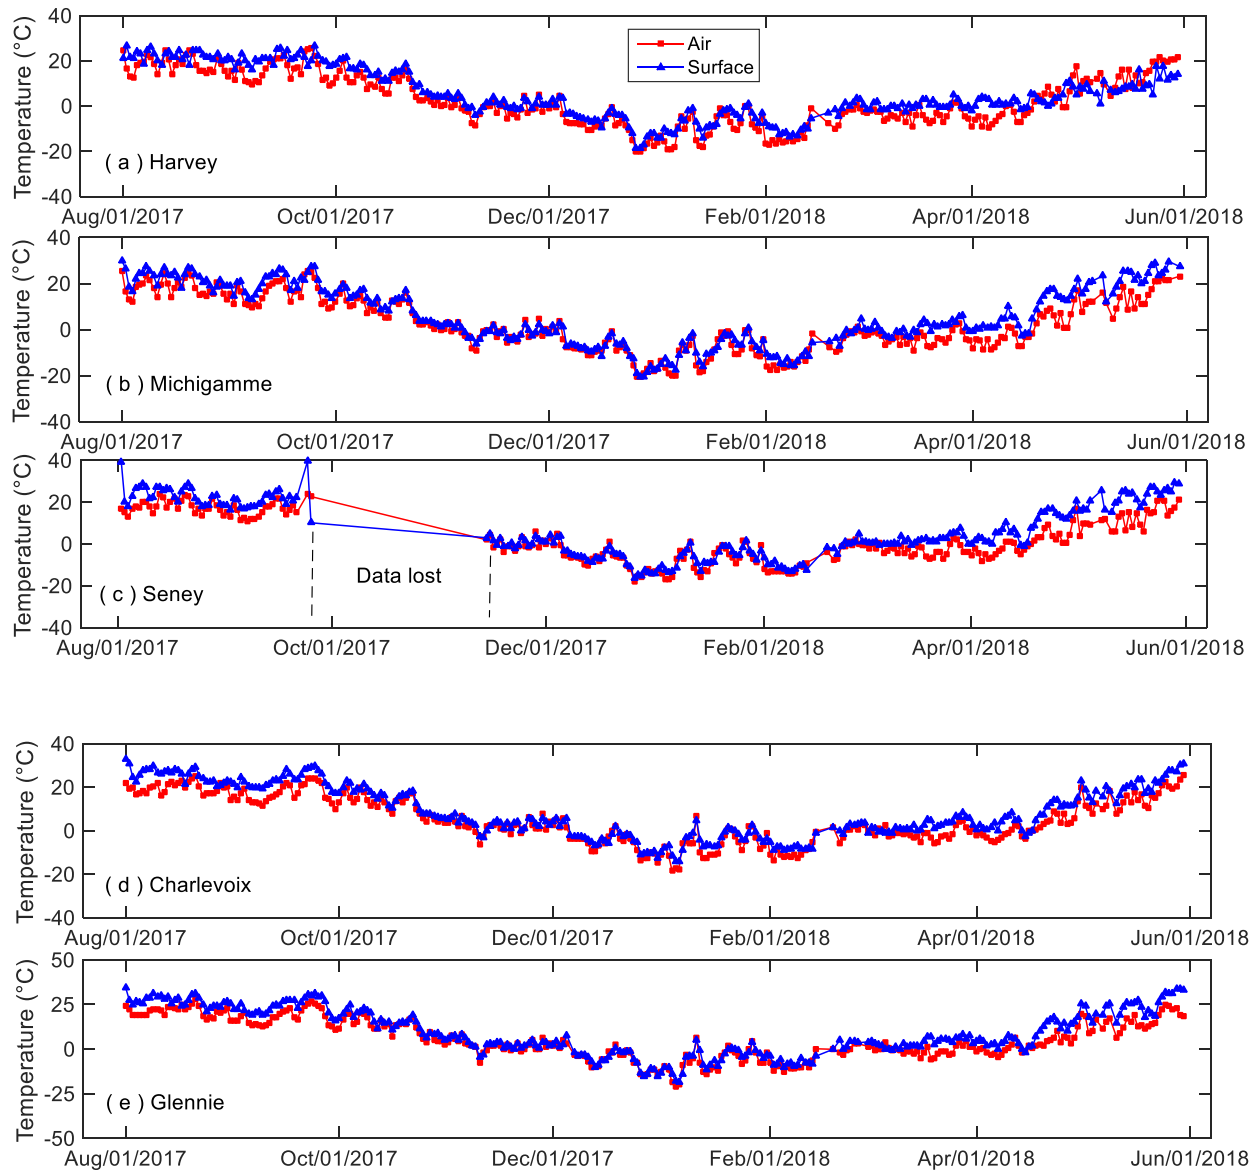 Temperature (°C)
40
20
0
-20
-40
Air
Surface
( a ) Harvey
Aug/01/2017 Oct/01/2017 Dec/01/2017 Feb/01/2018 Apr/01/2018 Jun/01/2018
Temperature (°C)
40
20
0
-20
-40
( b ) Michigamme
Aug/01/2017 Oct/01/2017 Dec/01/2017 Feb/01/2018 Apr/01/2018 Jun/01/2018
Temperature (°C)
40
20
0
-20
-40
Data lost
( c ) Seney
Aug/01/2017 Oct/01/2017 Dec/01/2017 Feb/01/2018 Apr/01/2018 Jun/01/2018
Temperature (°C)
40
20
0
-20
-40
( d ) Charlevoix
Aug/01/2017 Oct/01/2017 Dec/01/2017 Feb/01/2018 Apr/01/2018 Jun/01/2018
Temperature (°C)
50
25
0
-25
-50
( e ) Glennie
Aug/01/2017 Oct/01/2017 Dec/01/2017 Feb/01/2018 Apr/01/2018 Jun/01/2018